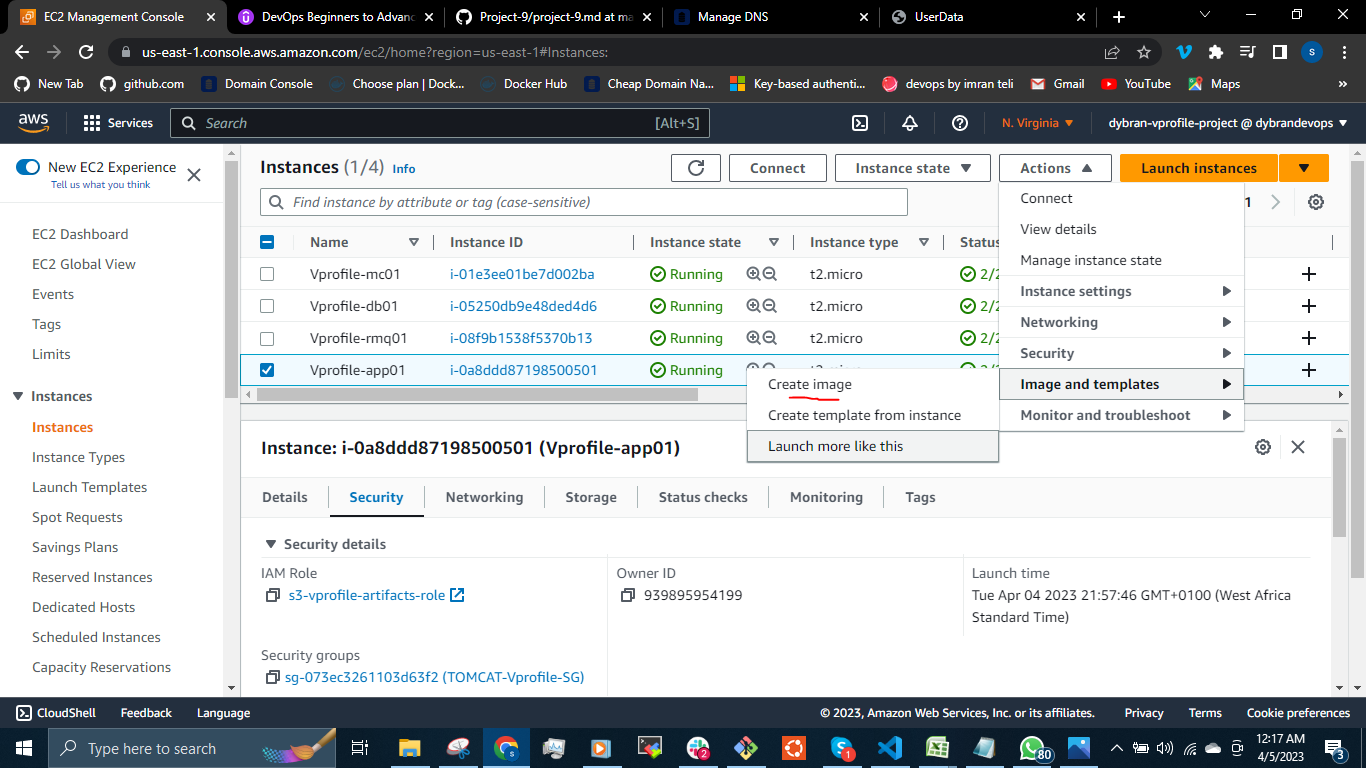 EC2 Management Console
DevOps Beginners to Advanc
Project-9/project-9.md at ma
Manage DNS
UserData
us-east-1.console.aws.amazon.com/ec2/home?region=us-east-1#Instances:
S
New Tab
github.com
Domain Console
Choose plan | Dock...
Docker Hub
Cheap Domain Na...
Key-based authenti...
devops by imran teli
Gmail
YouTube
Maps
»
aws
Services
Search
[Alt+S]
N. Virginia
dybran-vprofile-project @ dybrandevops
New EC2 Experience
Tell us what you think
EC2 Dashboard
EC2 Global View
Events
Tags
Limits
Instances
Instances
Instance Types
Launch Templates
Spot Requests
Savings Plans
Reserved Instances
Dedicated Hosts
Scheduled Instances
Capacity Reservations
Instances (1/4) Info
Connect
Instance state
Actions
Launch instances
Find instance by attribute or tag (case-sensitive)
1
Name
Instance ID
Instance state
Instance type
Status
Vprofile-mc01 i-01e3ee01be7d002ba Running t2.micro 2/2
Vprofile-db01 i-05250db9e48ded4d6 Running t2.micro 2/2
Vprofile-rmq01 i-08f9b1538f5370b13 Running t2.micro 2/2
Vprofile-app01 i-0a8ddd87198500501 Running
Connect
View details
Manage instance state
Instance settings
Networking
Security
Image and templates
Monitor and troubleshoot
Create image
Create template from instance
Launch more like this
Instance: i-0a8ddd87198500501 (Vprofile-app01)
Details
Security
Networking
Storage
Status checks
Monitoring
Tags
Security details
IAM Role
s3-vprofile-artifacts-role
Owner ID
939895954199
Launch time
Tue Apr 04 2023 21:57:46 GMT+0100 (West Africa
Standard Time)
Security groups
sg-073ec3261103d63f2 (TOMCAT-Vprofile-SG)
CloudShell
Feedback
Language
© 2023, Amazon Web Services, Inc. or its affiliates.
Privacy
Terms
Cookie preferences
Type here to search
2
1
80
12:17 AM
4/5/2023
3